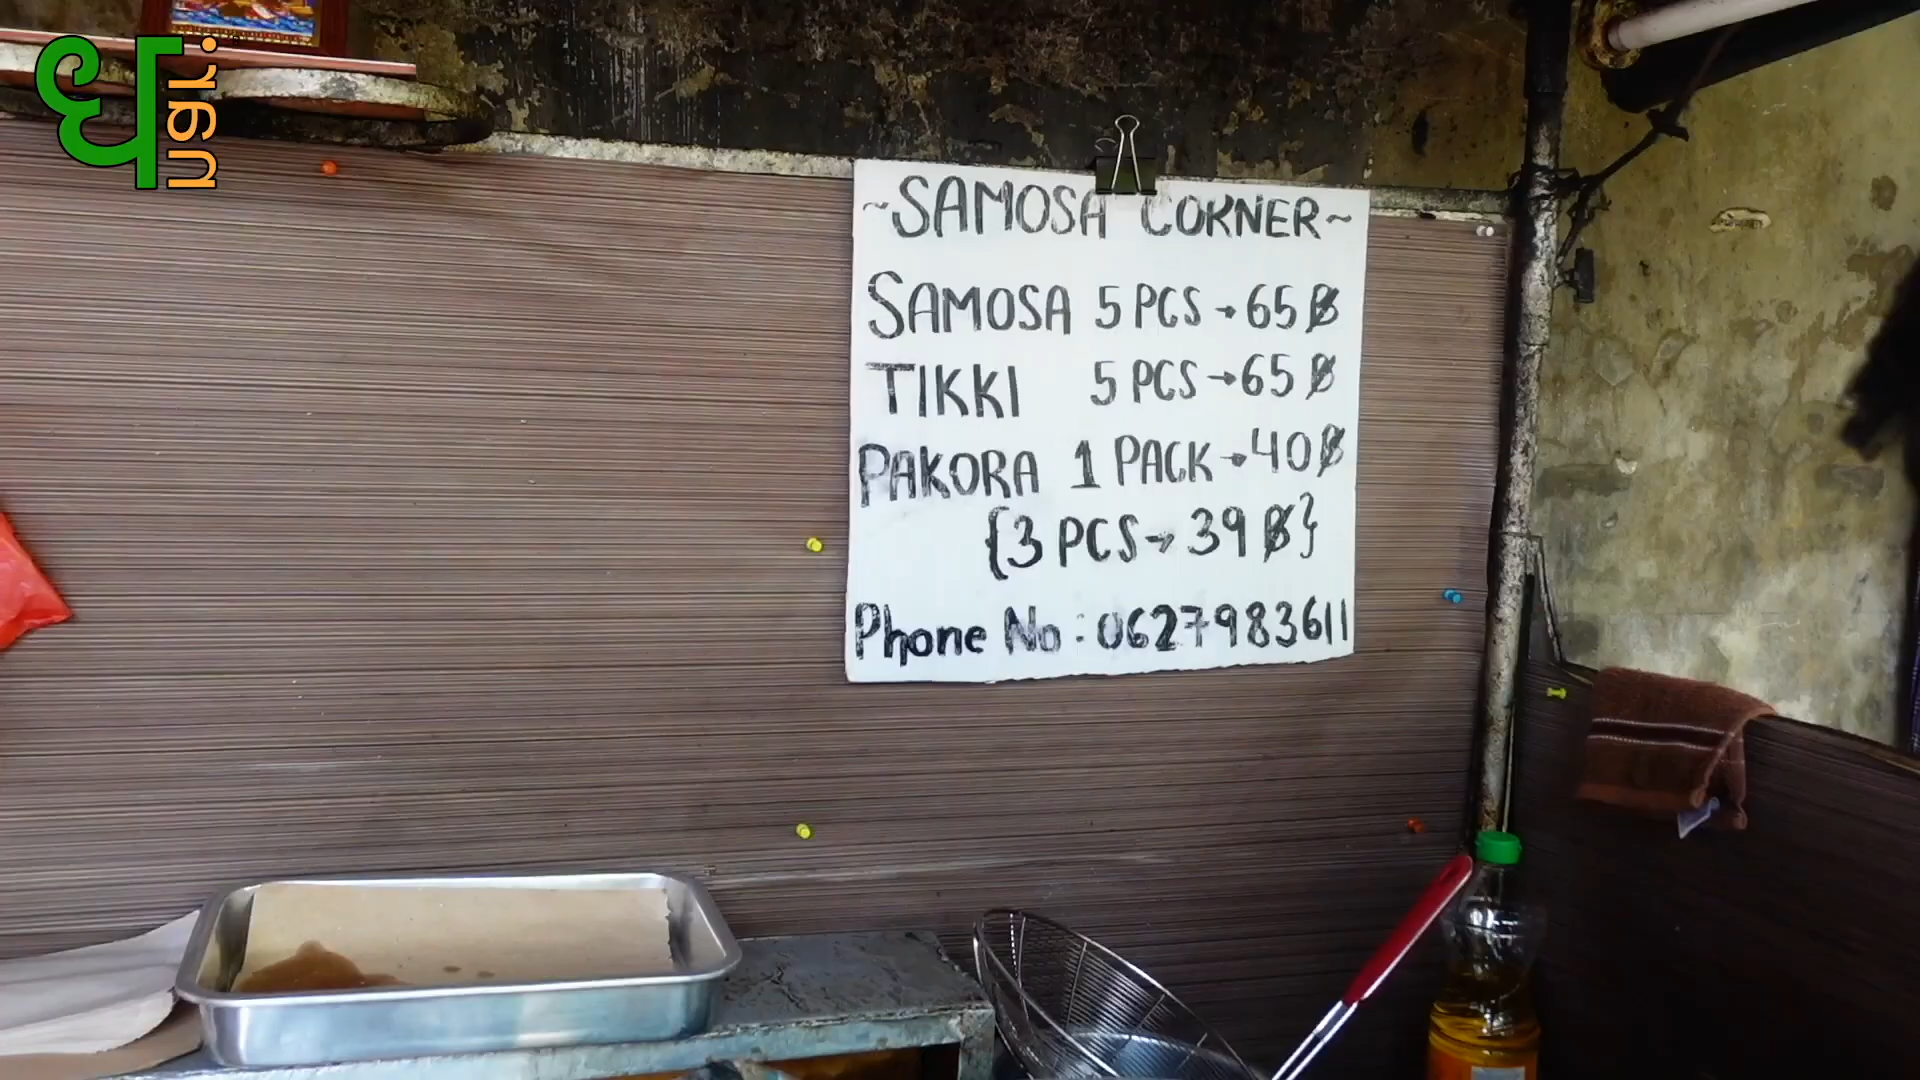 ~SAMOSA CORNER~
SAMOSA 5 PCS → 65 ฿
TIKKI 5 PCS → 65 ฿
PAKORA 1 PACK → 40 ฿
{3 PCS → 39 ฿}
Phone No : 0627983611